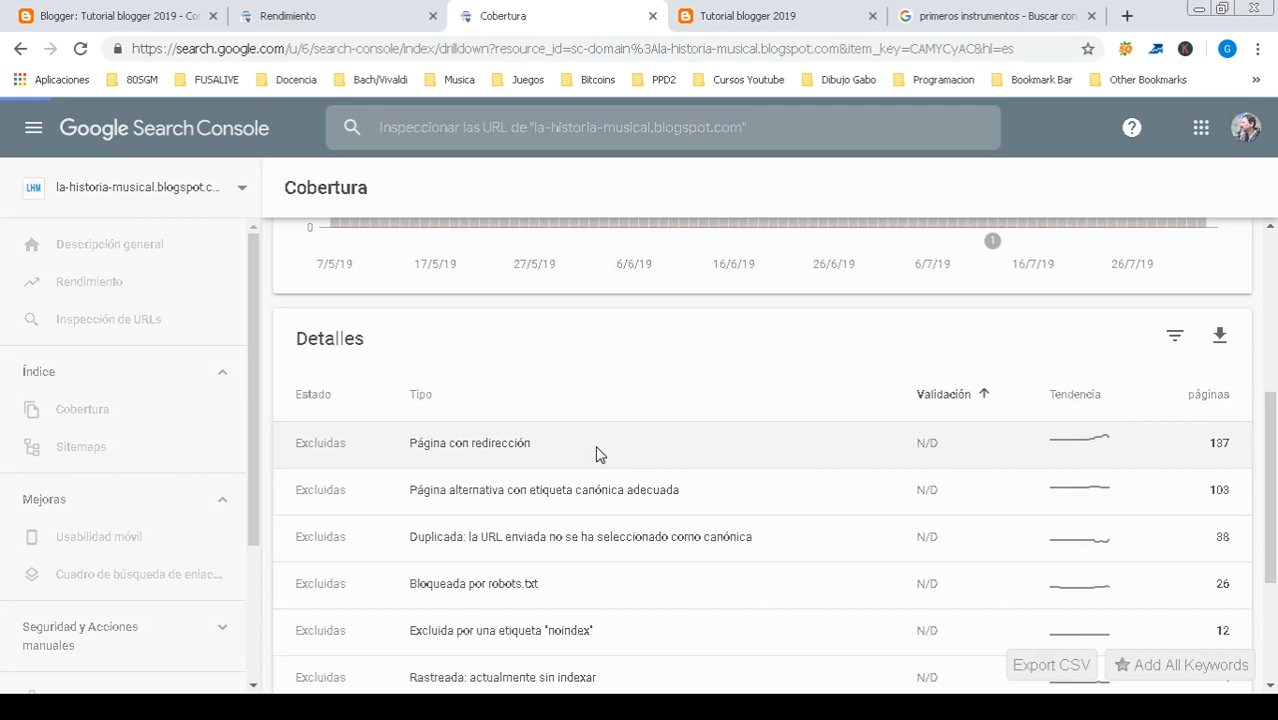 Blogger: Tutorial blogger 2019 - Co
Rendimiento
Cobertura
Tutorial blogger 2019
primeros instrumentos - Buscar con
https://search.google.com/u/6/search-console/index/drilldown?resource_id=sc-domain%3Ala-historia-musical.blogspot.com&item_key=CAMYCyAC&hl=es
G
Aplicaciones
80SGM
FUSALIVE
Docencia
Bach/Vivaldi
Musica
Juegos
Bitcoins
PPD2
Cursos Youtube
Dibujo Gabo
Programacion
Bookmark Bar
Other Bookmarks
Google Search Console
Inspeccionar las URL de "la-historia-musical.blogspot.com"
LHM
la-historia-musical.blogspot.c...
Cobertura
Descripción general
Rendimiento
Inspección de URLs
Índice
Cobertura
Sitemaps
Mejoras
Usabilidad móvil
Cuadro de búsqueda de enlac...
Seguridad y Acciones
manuales
0
1
7/5/19 17/5/19 27/5/19 6/6/19 16/6/19 26/6/19 6/7/19 16/7/19 26/7/19
Detalles
Estado Tipo Validación Tendencia páginas
Excluidas Página con redirección N/D 137
Excluidas Página alternativa con etiqueta canónica adecuada N/D 103
Excluidas Duplicada: la URL enviada no se ha seleccionado como canónica N/D 38
Excluidas Bloqueada por robots.txt N/D 26
Excluidas Excluida por una etiqueta "noindex" N/D 12
Excluidas Rastreada: actualmente sin indexar
Export CSV
Add All Keywords